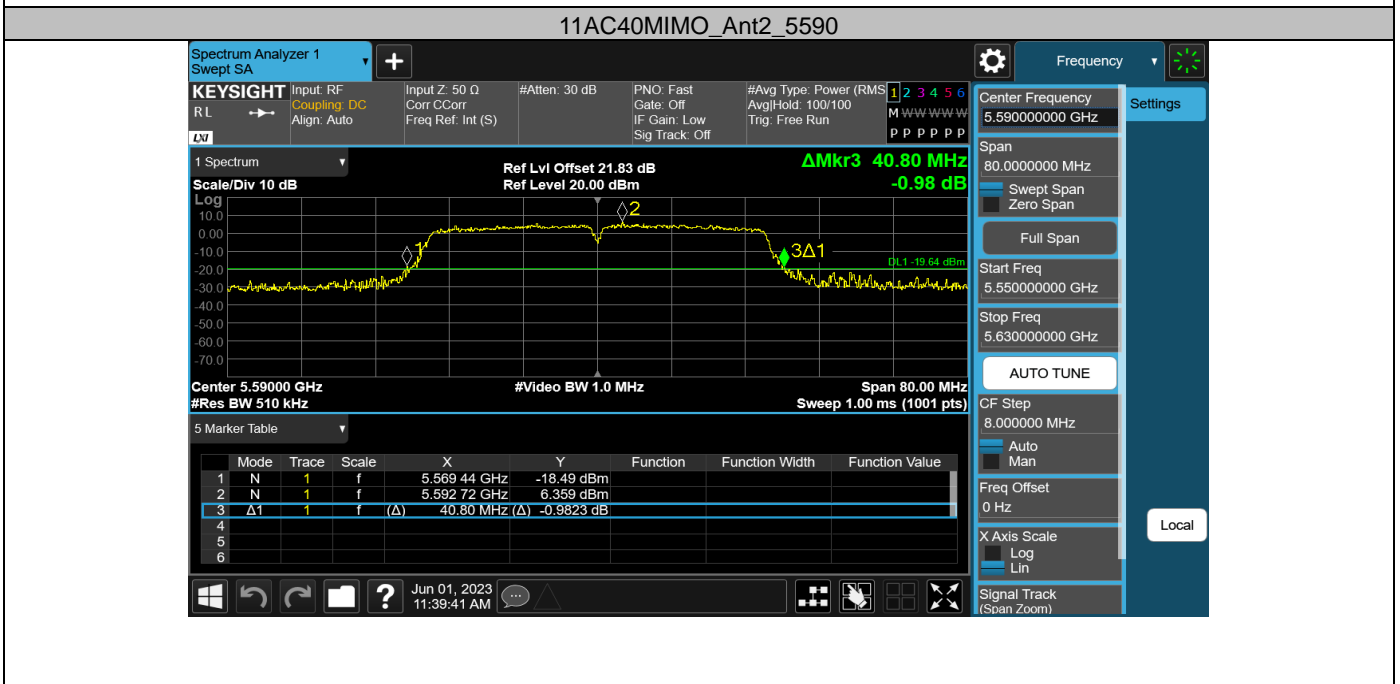 11AC40MIMO_Ant2_5590
Spectrum Analyzer 1
Swept SA
Frequency
KEYSIGHT
RL
LXI
Input: RF
Coupling: DC
Align: Auto
Input Z: 50 Ω
Corr CCorr
Freq Ref: Int (S)
#Atten: 30 dB
PNO: Fast
Gate: Off
IF Gain: Low
Sig Track: Off
#Avg Type: Power (RMS
Avg|Hold: 100/100
Trig: Free Run
1 2 3 4 5 6
M W W W W W
P P P P P P
1 Spectrum
Scale/Div 10 dB
Ref Lvl Offset 21.83 dB
Ref Level 20.00 dBm
ΔMkr3 40.80 MHz
-0.98 dB
Log
10.0
0.00
-10.0
-20.0
-30.0
-40.0
-50.0
-60.0
-70.0
1
2
3Δ1
DL1 -19.64 dBm
Center 5.59000 GHz
#Video BW 1.0 MHz
Span 80.00 MHz
#Res BW 510 kHz
Sweep 1.00 ms (1001 pts)
5 Marker Table
Mode Trace Scale X Y Function Function Width Function Value
1 N 1 f 5.569 44 GHz -18.49 dBm
2 N 1 f 5.592 72 GHz 6.359 dBm
3 Δ1 1 f (Δ) 40.80 MHz (Δ) -0.9823 dB
4
5
6
?
Jun 01, 2023
11:39:41 AM
Center Frequency
5.590000000 GHz
Settings
Span
80.0000000 MHz
Swept Span
Zero Span
Full Span
Start Freq
5.550000000 GHz
Stop Freq
5.630000000 GHz
AUTO TUNE
CF Step
8.000000 MHz
Auto
Man
Freq Offset
0 Hz
Local
X Axis Scale
Log
Lin
Signal Track
(Span Zoom)